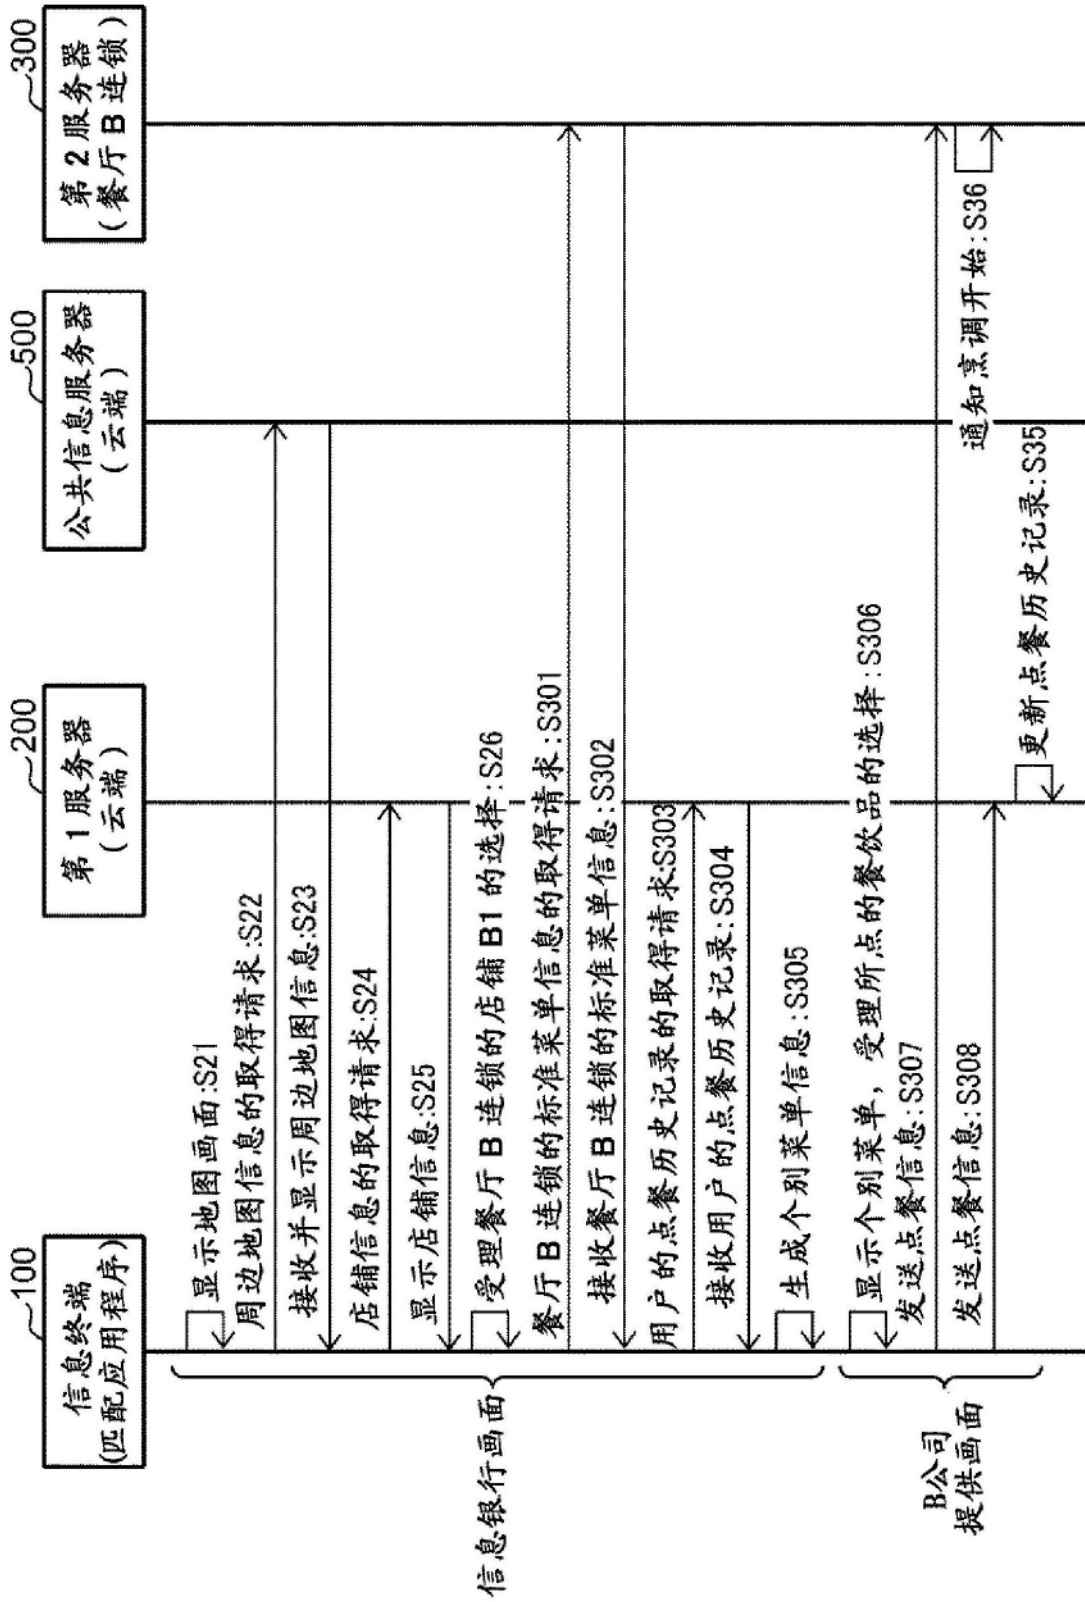 100
信息终端
(匹配应用程序)
200
第1服务器
(云端)
500
公共信息服务器
(云端)
300
第2服务器
(餐厅B连锁)
显示地图画面:S21
周边地图信息的取得请求:S22
接收并显示周边地图信息:S23
店铺信息的取得请求:S24
显示店铺信息:S25
受理餐厅B连锁的店铺B1的选择:S26
餐厅B连锁的标准菜单信息的取得请求:S301
接收餐厅B连锁的标准菜单信息:S302
用户的点餐历史记录的取得请求:S303
接收用户的点餐历史记录:S304
生成个别菜单信息:S305
显示个别菜单,受理所点的餐饮品的选择:S306
发送点餐信息:S307
通知烹调开始:S36
发送点餐信息:S308
更新点餐历史记录:S35
信息银行画面
B公司
提供画面